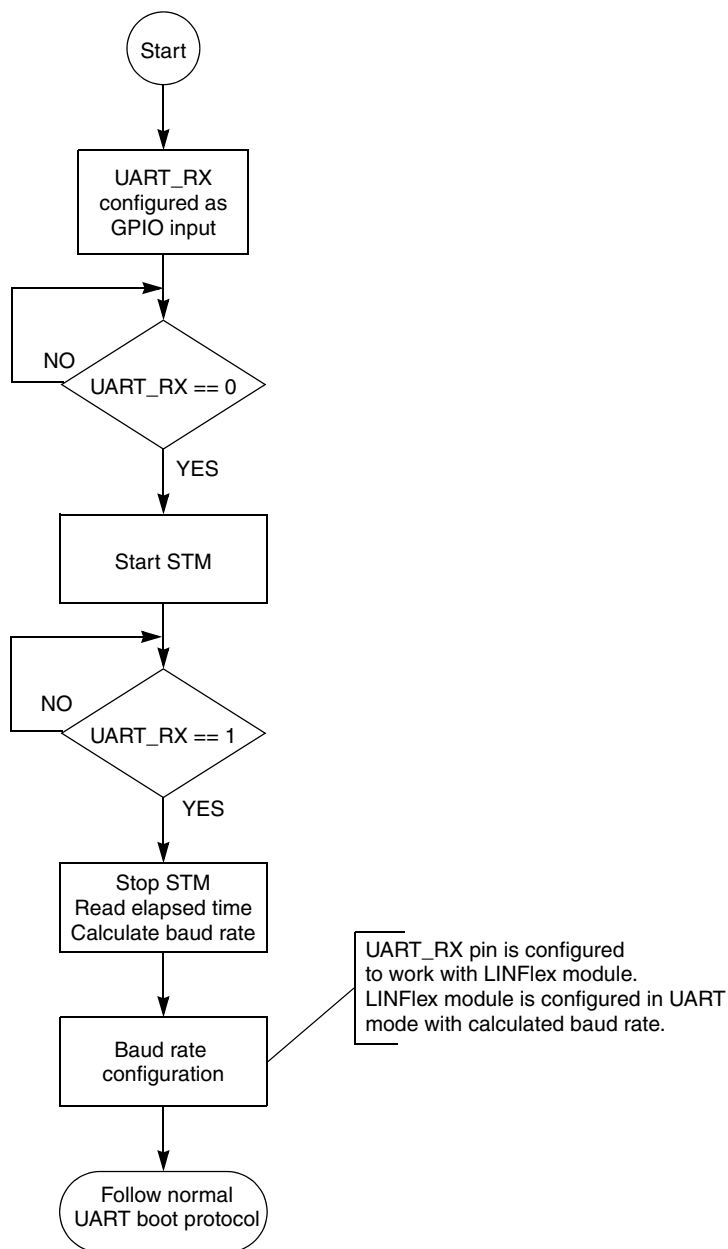 Start
UART_RX
configured as
GPIO input
NO
UART_RX == 0
YES
Start STM
NO
UART_RX == 1
YES
Stop STM
Read elapsed time
Calculate baud rate
UART_RX pin is configured
to work with LINFlex module.
LINFlex module is configured in UART
mode with calculated baud rate.
Baud rate
configuration
Follow normal
UART boot protocol